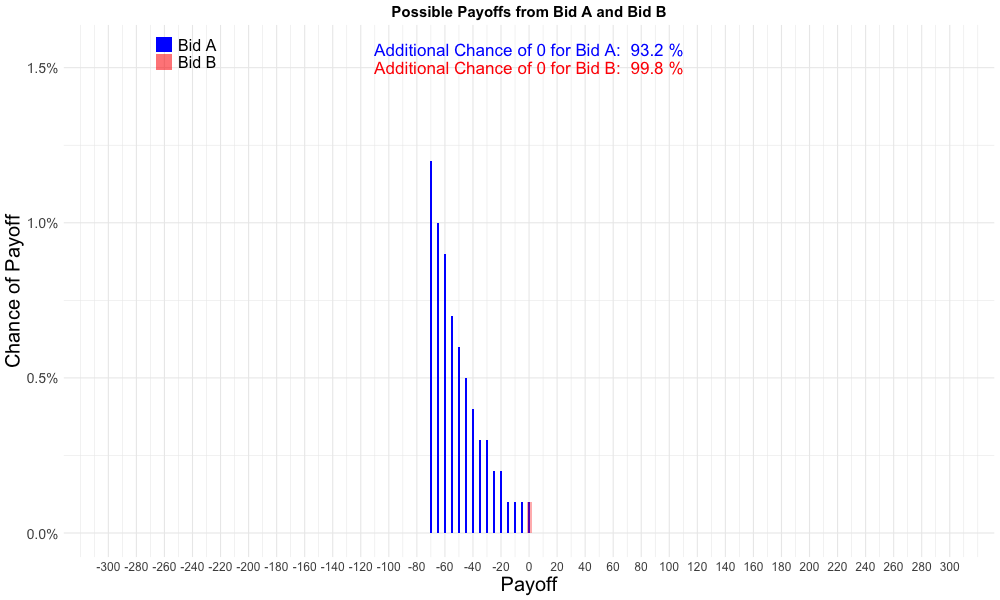 Possible Payoffs from Bid A and Bid B
Bid A
Bid B
Additional Chance of 0 for Bid A: 93.2 %
Additional Chance of 0 for Bid B: 99.8 %
Chance of Payoff
1.5%
1.0%
0.5%
0.0%
-300 -280 -260 -240 -220 -200 -180 -160 -140 -120 -100 -80 -60 -40 -20 0 20 40 60 80 100 120 140 160 180 200 220 240 260 280 300
Payoff